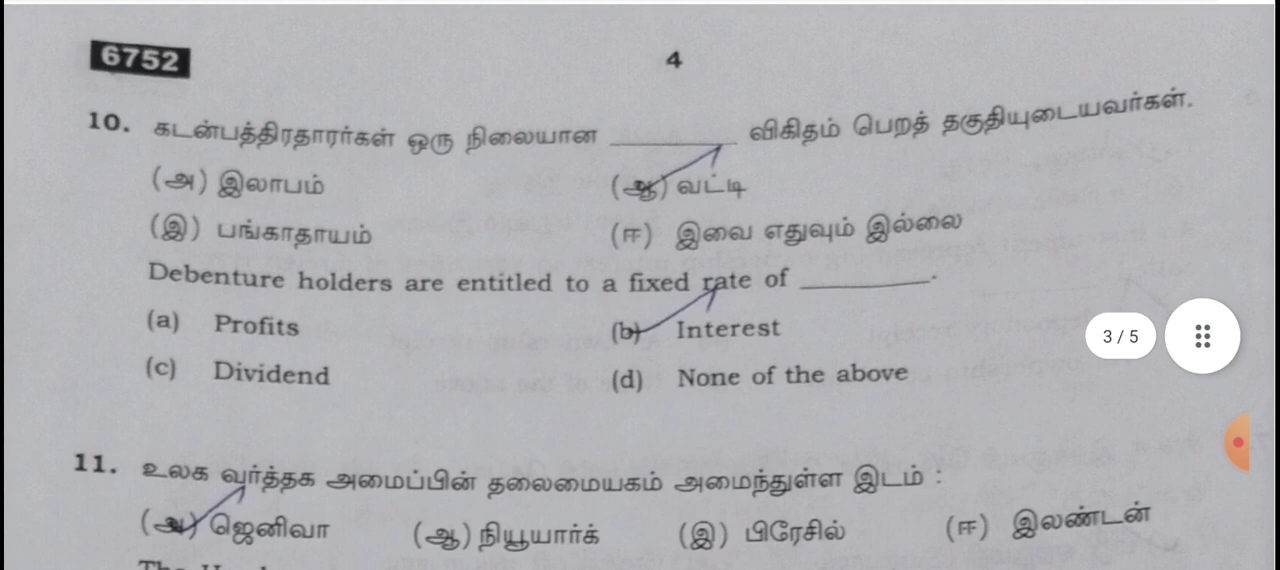 6752
4
10. கடன்பத்திரதாரர்கள் ஒரு நிலையான ________ விகிதம் பெறத் தகுதியுடையவர்கள்.
(அ) இலாபம் (ஆ) வட்டி
(இ) பங்காதாயம் (ஈ) இவை எதுவும் இல்லை
Debenture holders are entitled to a fixed rate of ________.
(a) Profits (b) Interest
(c) Dividend (d) None of the above
3 / 5
11. உலக வர்த்தக அமைப்பின் தலைமையகம் அமைந்துள்ள இடம் :
(அ) ஜெனிவா (ஆ) நியூயார்க் (இ) பிரேசில் (ஈ) இலண்டன்